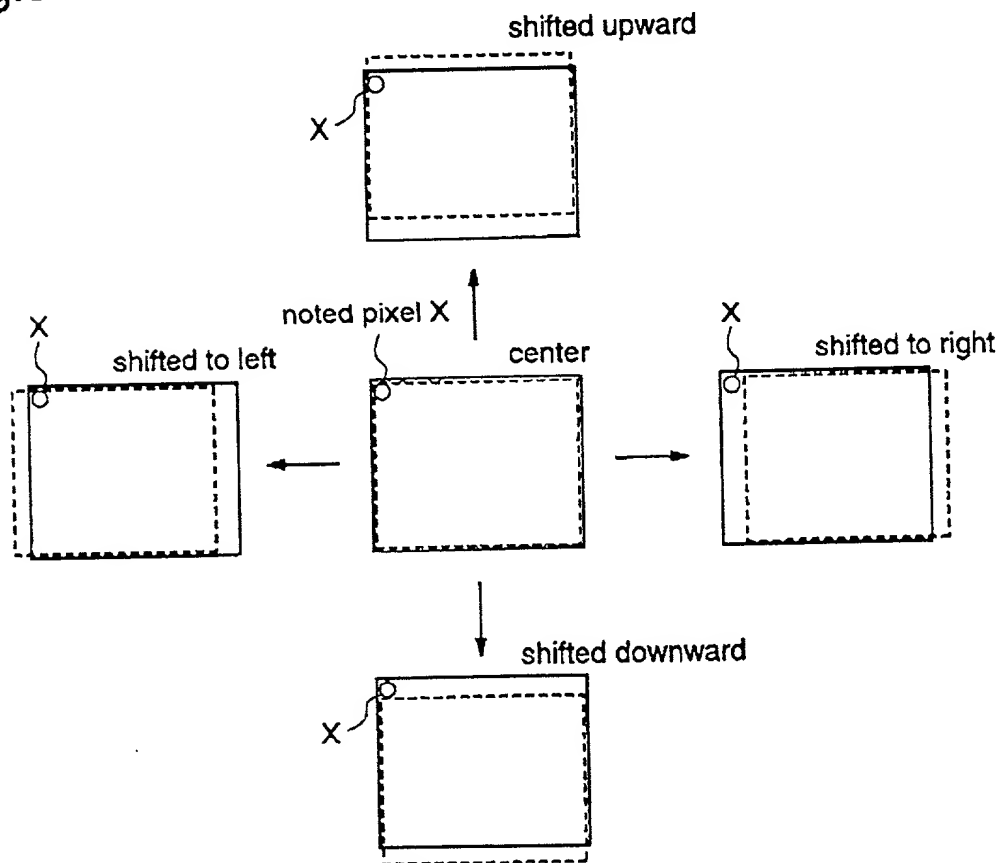 shifted upward
X
noted pixel X
center
X
shifted to left
X
shifted to right
shifted downward
X